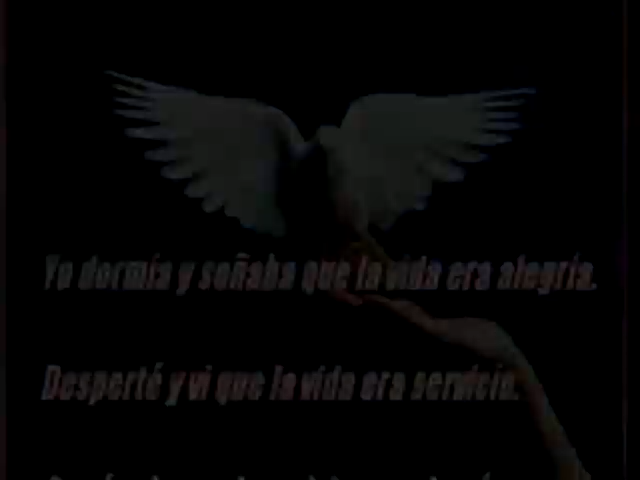 Yo dormía y soñaba que la vida era alegría.
Desperté y vi que la vida era servicio.